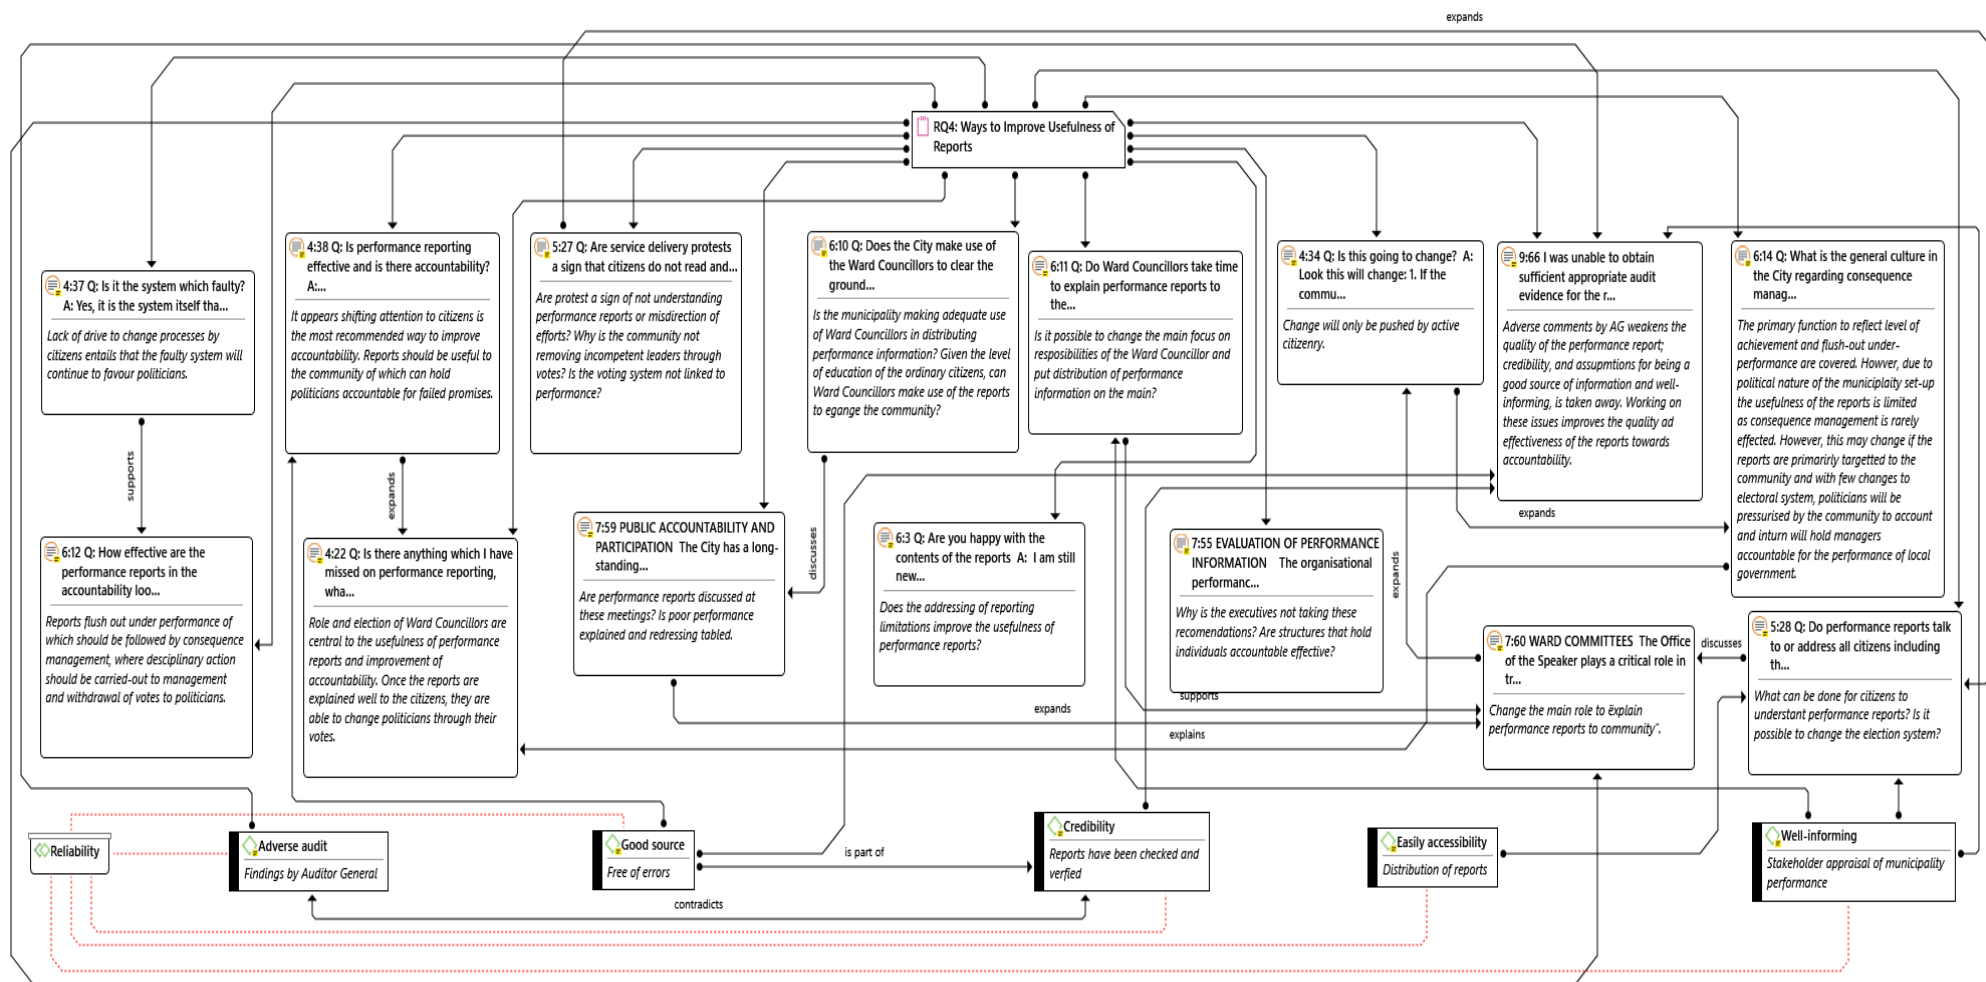 expands
RQ4: Ways to Improve Usefulness of
Reports
4:37 Q: Is it the system which faulty?
A: Yes, it is the system itself tha...
Lack of drive to change processes by
citizens entails that the faulty system will
continue to favour politicians.
4:38 Q: Is performance reporting
effective and is there accountability?
A:...
It appears shifting attention to citizens is
the most recommended way to improve
accountability. Reports should be useful to
the community of which can hold
politicians accountable for failed promises.
5:27 Q: Are service delivery protests
a sign that citizens do not read and...
Are protest a sign of not understanding
performance reports or misdirection of
efforts? Why is the community not
removing incompetent leaders through
votes? Is the voting system not linked to
performance?
6:10 Q: Does the City make use of
the Ward Councillors to clear the
ground...
Is the municipality making adequate use
of Ward Councillors in distributing
performance information? Given the level
of education of the ordinary citizens, can
Ward Councillors make use of the reports
to egange the community?
6:11 Q: Do Ward Councillors take time
to explain performance reports to
the...
Is it possible to change the main focus on
resposibilities of the Ward Councillor and
put distribution of performance
information on the main?
4:34 Q: Is this going to change? A:
Look this will change: 1. If the
commu...
Change will only be pushed by active
citizenry.
9:66 I was unable to obtain
sufficient appropriate audit
evidence for the r...
Adverse comments by AG weakens the
quality of the performance report;
credibility, and assupmtions for being a
good source of information and well-
informing, is taken away. Working on
these issues improves the quality ad
effectiveness of the reports towards
accountability.
6:14 Q: What is the general culture in
the City regarding consequence
manag...
The primary function to reflect level of
achievement and flush-out under-
performance are covered. Howver, due to
political nature of the municiplaity set-up
the usefulness of the reports is limited
as consequence management is rarely
effected. However, this may change if the
reports are primarirly targetted to the
community and with few changes to
electoral system, politicians will be
pressurised by the community to account
and inturn will hold managers
accountable for the performance of local
government.
supports
expands
discusses
expands
expands
6:12 Q: How effective are the
performance reports in the
accountability loo...
Reports flush out under performance of
which should be followed by consequence
management, where desciplinary action
should be carried-out to management
and withdrawal of votes to politicians.
4:22 Q: Is there anything which I have
missed on performance reporting,
wha...
Role and election of Ward Councillors are
central to the usefulness of performance
reports and improvement of
accountability. Once the reports are
explained well to the citizens, they are
able to change politicians through their
votes.
7:59 PUBLIC ACCOUNTABILITY AND
PARTICIPATION The City has a long-
standing...
Are performance reports discussed at
these meetings? Is poor performance
explained and redressing tabled.
6:3 Q: Are you happy with the
contents of the reports A: I am still
new...
Does the addressing of reporting
limitations improve the usefulness of
performance reports?
7:55 EVALUATION OF PERFORMANCE
INFORMATION The organisational
performanc...
Why is the executives not taking these
recomendations? Are structures that hold
individuals accountable effective?
supports
expands
explains
7:60 WARD COMMITTEES The Office
of the Speaker plays a critical role in
tr...
Change the main role to ëxplain
performance reports to community".
discusses
5:28 Q: Do performance reports talk
to or address all citizens including
th...
What can be done for citizens to
understant performance reports? Is it
possible to change the election system?
Reliability
Adverse audit
Findings by Auditor General
Good source
Free of errors
is part of
Credibility
Reports have been checked and
verfied
contradicts
Easily accessibility
Distribution of reports
Well-informing
Stakeholder appraisal of municipality
performance